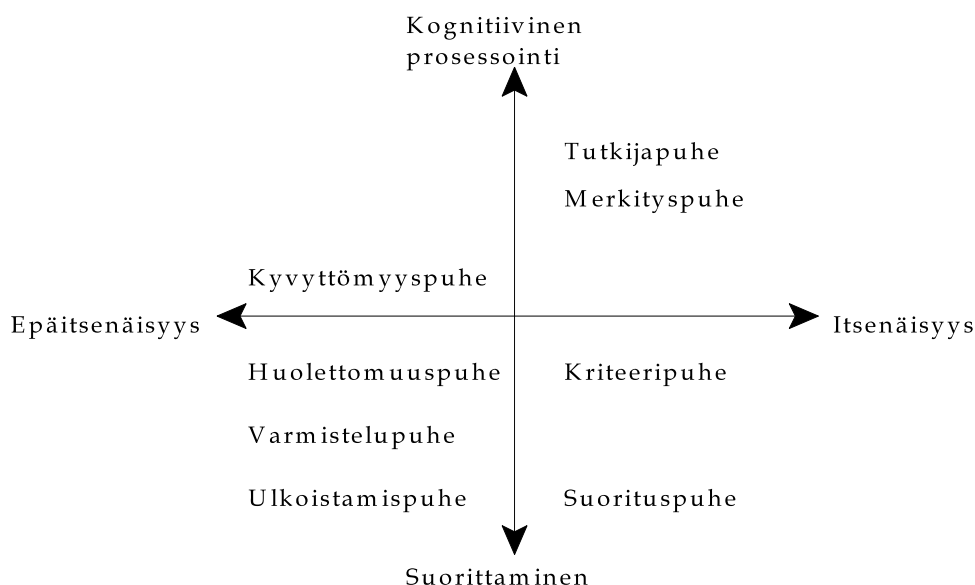 Kognitiivinen
prosessointi
Tutkijapuhe
Merkityspuhe
Kyvyttömyyspuhe
Epäitsenäisyys
Itsenäisyys
Huolettomuuspuhe
Kriteeripuhe
Varmistelupuhe
Ulkoistamispuhe
Suorituspuhe
Suorittaminen